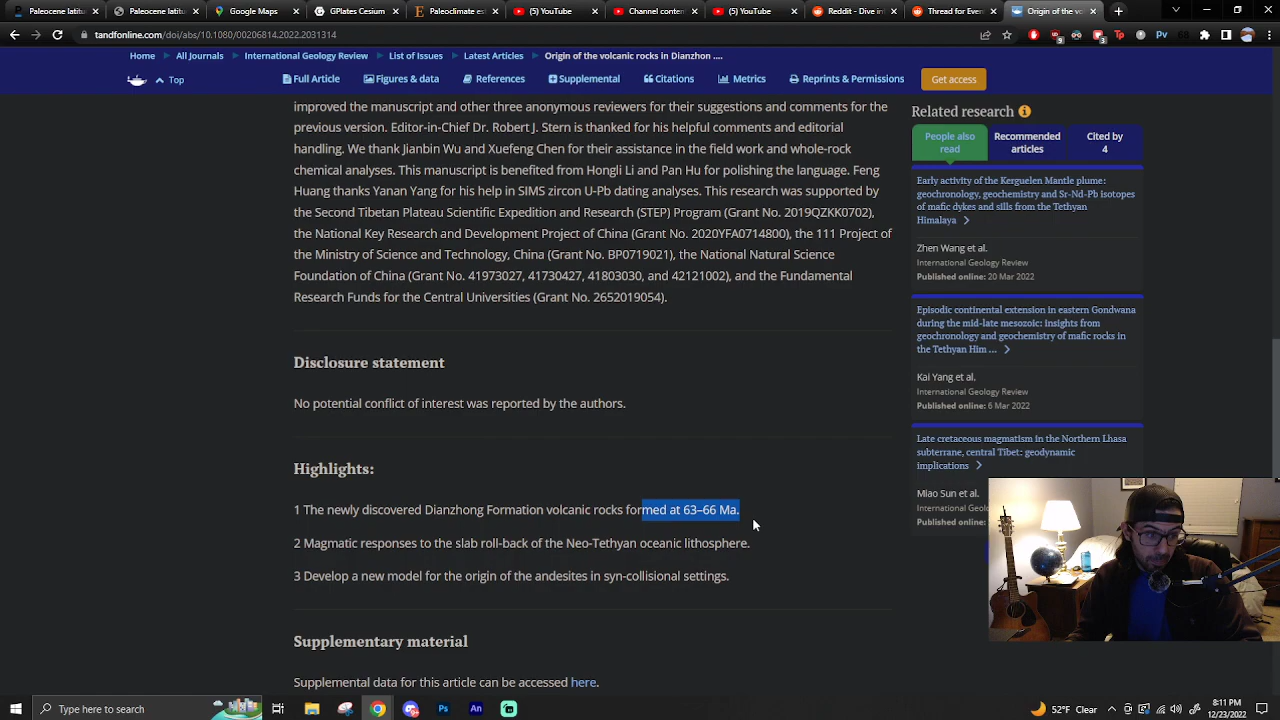 Paleocene latitu
Paleocene latitu
Google Maps
GPlates Cesium
Paleoclimate est
(5) YouTube
Channel conten
(2) YouTube
Reddit - Dive in
Thread for Even
Origin of the vo
tandfonline.com/doi/abs/10.1080/00206814.2022.2031314
Home
All Journals
International Geology Review
List of Issues
Latest Articles
Origin of the volcanic rocks in Dianzhon ....
Top
Full Article
Figures & data
References
Supplemental
Citations
Metrics
Reprints & Permissions
Get access
improved the manuscript and other three anonymous reviewers for their suggestions and comments for the
previous version. Editor-in-Chief Dr. Robert J. Stern is thanked for his helpful comments and editorial
handling. We thank Jianbin Wu and Xuefeng Chen for their assistance in the field work and whole-rock
chemical analyses. This manuscript is benefited from Hongli Li and Pan Hu for polishing the language. Feng
Huang thanks Yanan Yang for his help in SIMS zircon U-Pb dating analyses. This research was supported by
the Second Tibetan Plateau Scientific Expedition and Research (STEP) Program (Grant No. 2019QZKK0702),
the National Key Research and Development Project of China (Grant No. 2020YFA0714800), the 111 Project of
the Ministry of Science and Technology, China (Grant No. BP0719021), the National Natural Science
Foundation of China (Grant No. 41973027, 41730427, 41803030, and 42121002), and the Fundamental
Research Funds for the Central Universities (Grant No. 2652019054).
Disclosure statement
No potential conflict of interest was reported by the authors.
Highlights:
1 The newly discovered Dianzhong Formation volcanic rocks formed at 63–66 Ma.
2 Magmatic responses to the slab roll-back of the Neo-Tethyan oceanic lithosphere.
3 Develop a new model for the origin of the andesites in syn-collisional settings.
Supplementary material
Supplemental data for this article can be accessed here.
Related research
People also
read
Recommended
articles
Cited by
4
Early activity of the Kerguelen Mantle plume:
geochronology, geochemistry and Sr-Nd-Pb isotopes
of mafic dykes and sills from the Tethyan
Himalaya
Zhen Wang et al.
International Geology Review
Published online: 20 Mar 2022
Episodic continental extension in eastern Gondwana
during the mid-late mesozoic: insights from
geochronology and geochemistry of mafic rocks in
the Tethyan Him ...
Kai Yang et al.
International Geology Review
Published online: 6 Mar 2022
Late cretaceous magmatism in the Northern Lhasa
subterrane, central Tibet: geodynamic
implications
Miao Sun et al.
International Geolo
Published on
Type here to search
Ps
An
52°F Clear
8:11 PM
12/23/2022